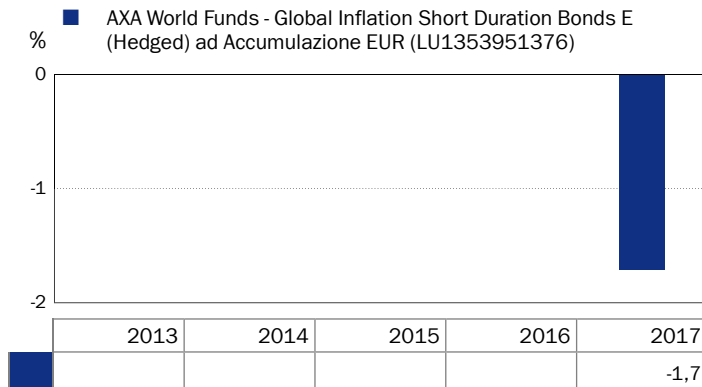 AXA World Funds - Global Inflation Short Duration Bonds E
(Hedged) ad Accumulazione EUR (LU1353951376)
%
0
-1
-2
2013 2014 2015 2016 2017
-1,7